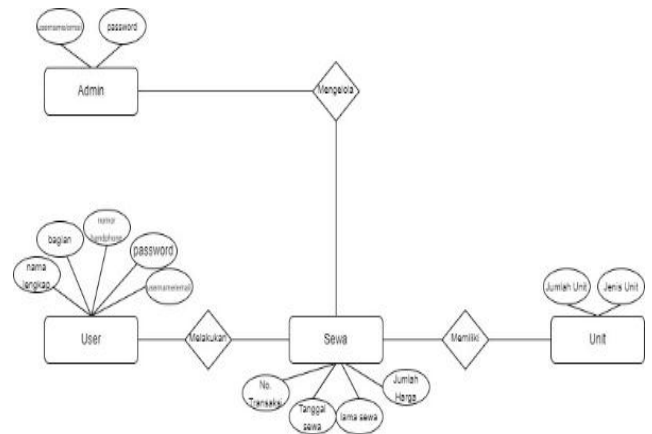 username/email
password
Admin
Mengelola
nomor
handphone
bagian
password
nama
lengkap
username/email
Jumlah Unit
Jenis Unit
User
Melakukan
Sewa
Memiliki
Unit
No.
Transaksi
Tanggal
sewa
lama sewa
Jumlah
Harga